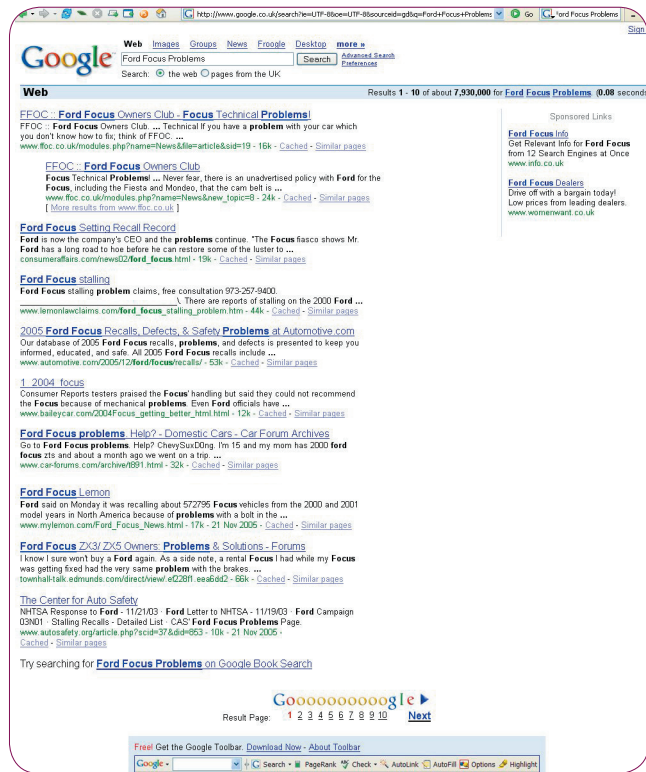 http://www.google.co.uk/search?ie=UTF-8&oe=UTF-8&sourceid=gd&q=Ford+Focus+Problems Go Ford Focus Problems
Sign
Google Web Images Groups News Froogle Desktop more »
Ford Focus Problems Search Advanced Search
Preferences
Search: the web pages from the UK
Web Results 1 - 10 of about 7,930,000 for Ford Focus Problems. (0.08 seconds
FFOC :: Ford Focus Owners Club - Focus Technical Problems!
FFOC :: Ford Focus Owners Club. ... Technical If you have a problem with your car which
you don't know how to fix; think of FFOC. ...
www.ffoc.co.uk/modules.php?name=News&file=article&sid=19 - 16k - Cached - Similar pages
FFOC :: Ford Focus Owners Club
Focus Technical Problems! ... Never fear, there is an unadvertised policy with Ford for the
Focus, including the Fiesta and Mondeo, that the cam belt is ...
www.ffoc.co.uk/modules.php?name=News&new_topic=8 - 24k - Cached - Similar pages
[ More results from www.ffoc.co.uk ]
Ford Focus Setting Recall Record
Ford is now the company's CEO and the problems continue. "The Focus fiasco shows Mr.
Ford has a long road to hoe before he can restore some of the luster to ...
consumeraffairs.com/news02/ford_focus.html - 19k - Cached - Similar pages
Ford Focus stalling
Ford Focus stalling problem claims, free consultation 973-257-9400.
\. There are reports of stalling on the 2000 Ford ...
www.lemonlawclaims.com/ford_focus_stalling_problem.htm - 44k - Cached - Similar pages
2005 Ford Focus Recalls, Defects, & Safety Problems at Automotive.com
Our database of 2005 Ford Focus recalls, problems, and defects is presented to keep you
informed, educated, and safe. All 2005 Ford Focus recalls include ...
www.automotive.com/2005/12/ford/focus/recalls/ - 53k - Cached - Similar pages
1 2004 focus
Consumer Reports testers praised the Focus' handling but said they could not recommend
the Focus because of mechanical problems. Even Ford officials have ...
www.baileycar.com/2004Focus_getting_better_html.html - 12k - Cached - Similar pages
Ford Focus problems. Help? - Domestic Cars - Car Forum Archives
Go to Ford Focus problems. Help? ChevySuxD0ng. I'm 15 and my mom has 2000 ford
focus zts and about a month ago we went on a trip. ...
www.car-forums.com/archive/t891.html - 32k - Cached - Similar pages
Ford Focus Lemon
Ford said on Monday it was recalling about 572795 Focus vehicles from the 2000 and 2001
model years in North America because of problems with a bolt in the ...
www.mylemon.com/Ford_Focus_News.html - 17k - 21 Nov 2005 - Cached - Similar pages
Ford Focus ZX3/ ZX5 Owners: Problems & Solutions - Forums
I know I sure won't buy a Ford again. As a side note, a rental Focus I had while my Focus
was getting fixed had the very same problem with the brakes. ...
townhall-talk.edmunds.com/direct/view/.ef228f1.eea6dd2 - 66k - Cached - Similar pages
The Center for Auto Safety
NHTSA Response to Ford - 11/21/03 · Ford Letter to NHTSA - 11/19/03 · Ford Campaign
03N01 · Stalling Recalls - Detailed List · CAS' Ford Focus Problems Page.
www.autosafety.org/article.php?scid=37&did=853 - 10k - 21 Nov 2005 -
Cached - Similar pages
Try searching for Ford Focus Problems on Google Book Search
Sponsored Links
Ford Focus Info
Get Relevant Info for Ford Focus
from 12 Search Engines at Once
www.info.co.uk
Ford Focus Dealers
Drive off with a bargain today!
Low prices from leading dealers.
www.womenwant.co.uk
Goooooooooogle
Result Page: 1 2 3 4 5 6 7 8 9 10 Next
Free! Get the Google Toolbar. Download Now - About Toolbar
Google Search PageRank Check AutoLink AutoFill Options Highlight